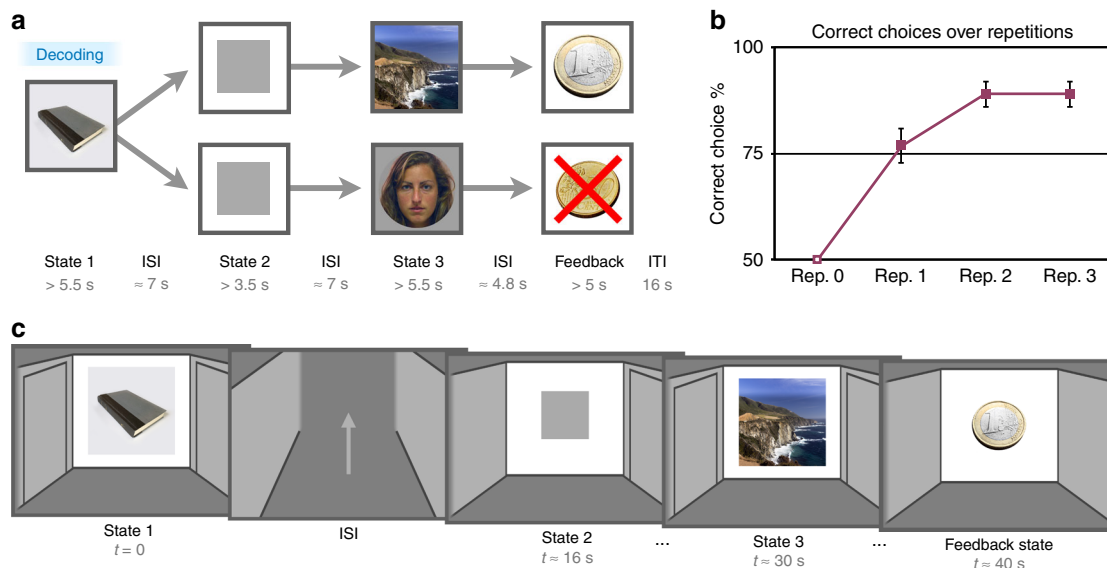 a
Decoding
State 1 ISI State 2 ISI State 3 ISI Feedback ITI
> 5.5 s ≈ 7 s > 3.5 s ≈ 7 s > 5.5 s ≈ 4.8 s > 5 s 16 s
b
Correct choices over repetitions
Correct choice %
100
75
50
Rep. 0 Rep. 1 Rep. 2 Rep. 3
c
State 1 ISI State 2 ... State 3 ... Feedback state
t = 0 t ≈ 16 s t ≈ 30 s t ≈ 40 s